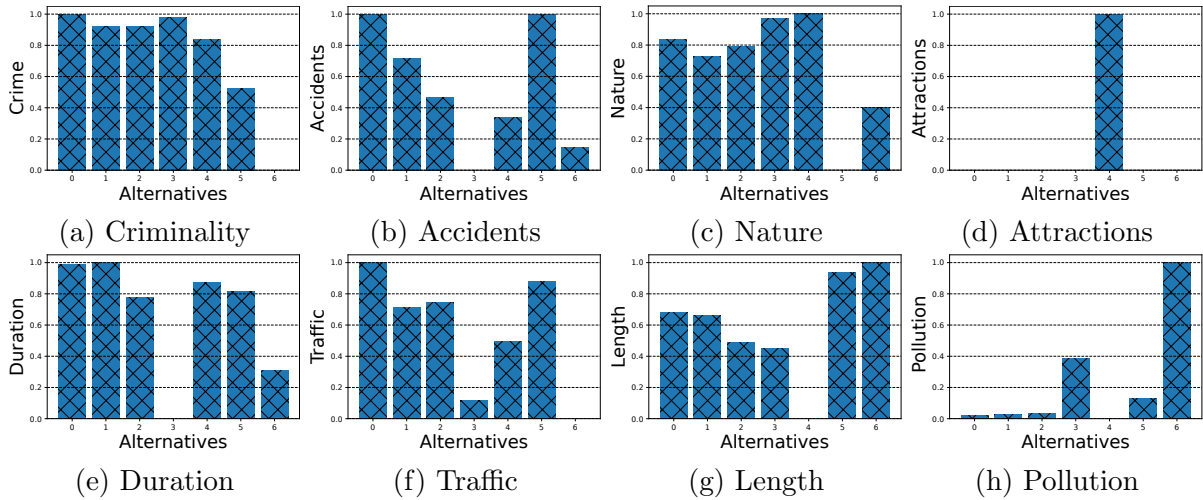 Crime
1.0
0.8
0.6
0.4
0.2
0.0
0 1 2 3 4 5 6
Alternatives
(a) Criminality
Accidents
1.0
0.8
0.6
0.4
0.2
0.0
0 1 2 3 4 5 6
Alternatives
(b) Accidents
Nature
1.0
0.8
0.6
0.4
0.2
0.0
0 1 2 3 4 5 6
Alternatives
(c) Nature
Attractions
1.0
0.8
0.6
0.4
0.2
0.0
0 1 2 3 4 5 6
Alternatives
(d) Attractions
Duration
1.0
0.8
0.6
0.4
0.2
0.0
0 1 2 3 4 5 6
Alternatives
(e) Duration
Traffic
1.0
0.8
0.6
0.4
0.2
0.0
0 1 2 3 4 5 6
Alternatives
(f) Traffic
Length
1.0
0.8
0.6
0.4
0.2
0.0
0 1 2 3 4 5 6
Alternatives
(g) Length
Pollution
1.0
0.8
0.6
0.4
0.2
0.0
0 1 2 3 4 5 6
Alternatives
(h) Pollution